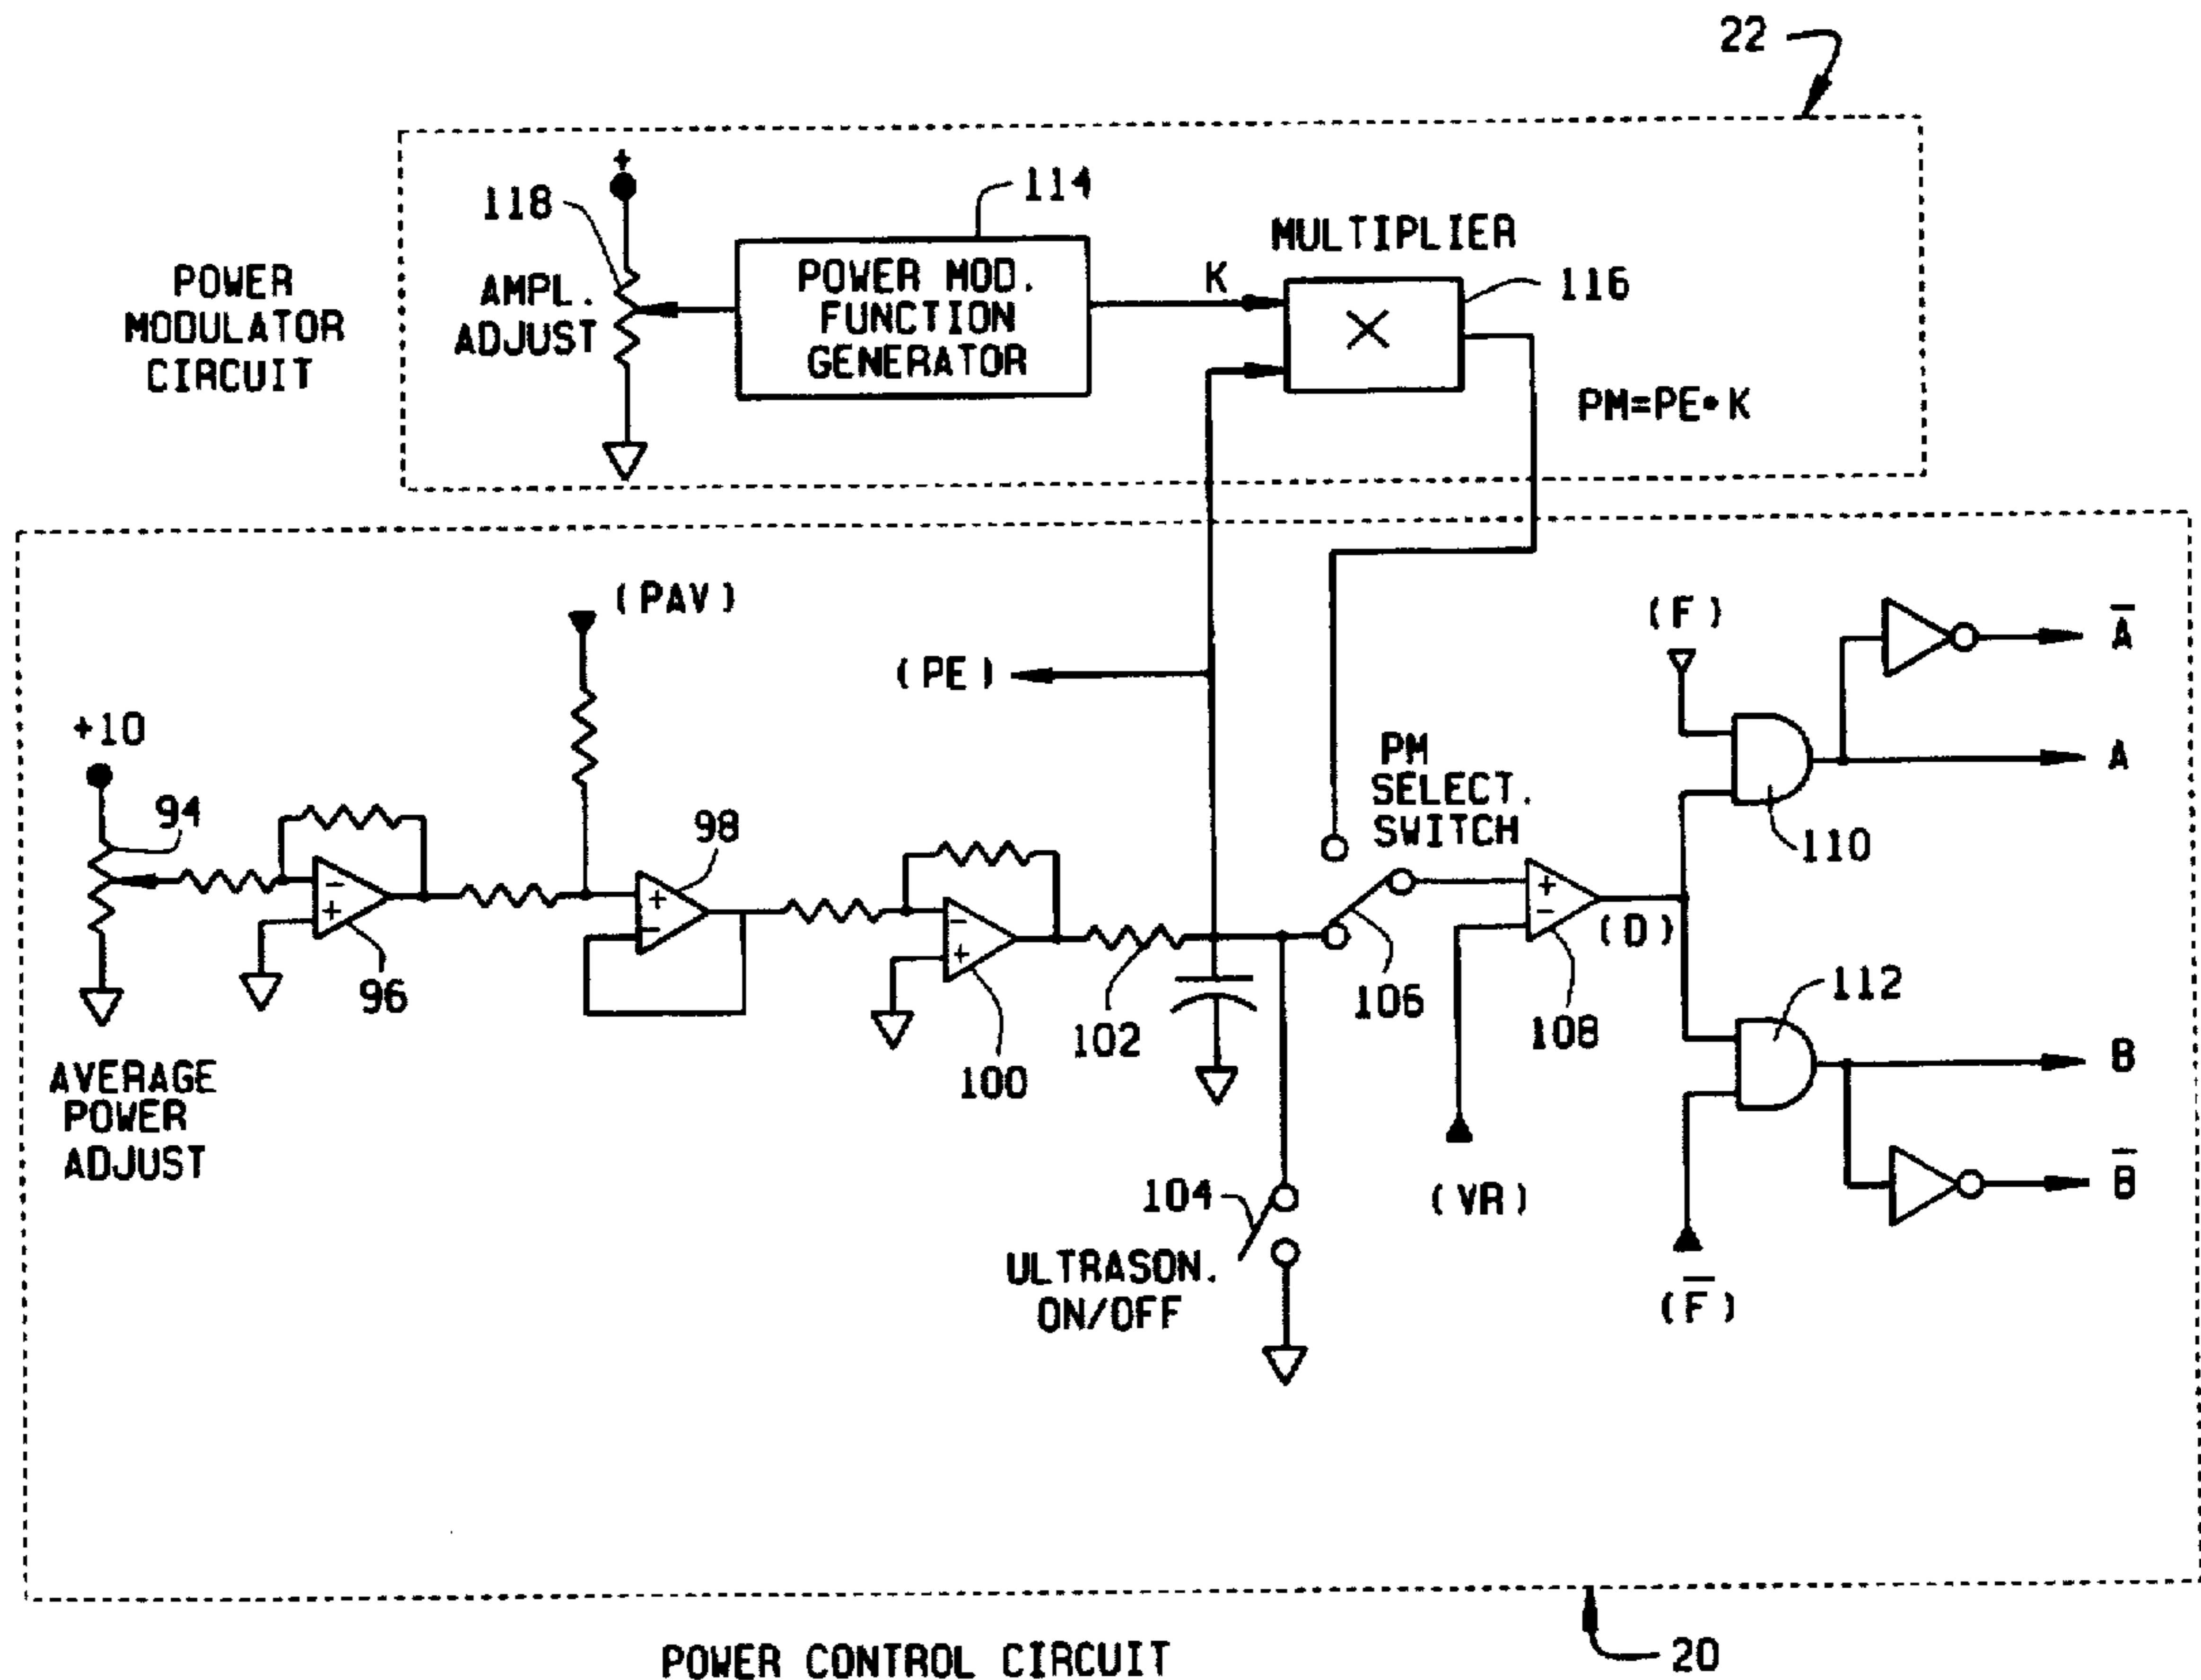 22
+
118
114
MULTIPLIER
POWER
MODULATOR
CIRCUIT
AMPL.
ADJUST
POWER MOD.
FUNCTION
GENERATOR
K
×
116
PM=PE•K
(PAV)
(PE)
(F)
A̅
A
+10
94
-
+
96
98
+
-
-
+
100
102
PM
SELECT.
SWITCH
106
+
-
108
(D)
110
112
B
B̅
(VR)
(F̅)
AVERAGE
POWER
ADJUST
104
ULTRASON.
ON/OFF
20
POWER CONTROL CIRCUIT